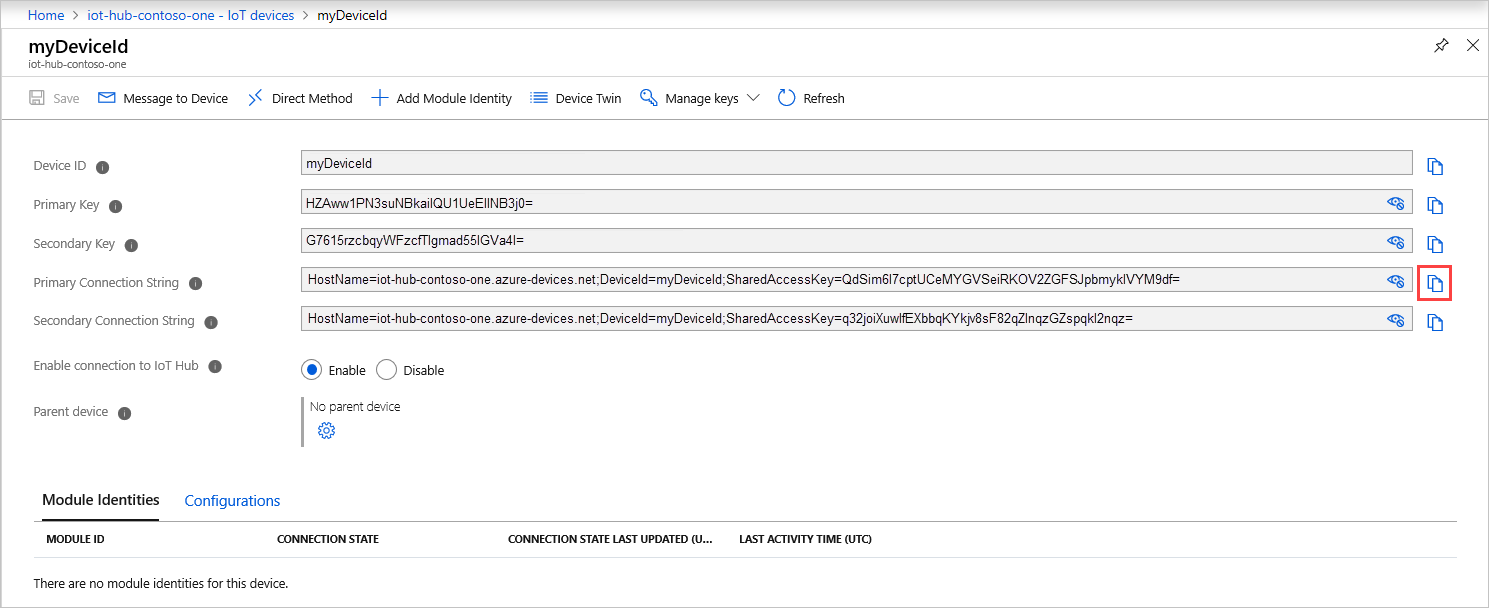 Home > iot-hub-contoso-one - IoT devices > myDeviceId
myDeviceId
iot-hub-contoso-one
Save Message to Device Direct Method Add Module Identity Device Twin Manage keys Refresh
Device ID myDeviceId
Primary Key HZAww1PN3suNBkailQU1UeEllNB3j0=
Secondary Key G7615rzcbqyWFzcfTlgmad55lGVa4l=
Primary Connection String HostName=iot-hub-contoso-one.azure-devices.net;DeviceId=myDeviceId;SharedAccessKey=QdSim6l7cptUCeMYGVSeiRKOV2ZGFSJpbmyklVYM9df=
Secondary Connection String HostName=iot-hub-contoso-one.azure-devices.net;DeviceId=myDeviceId;SharedAccessKey=q32joiXuwlfEXbbqKYkjv8sF82qZlnqzGZspqkl2nqz=
Enable connection to IoT Hub Enable Disable
Parent device No parent device
Module Identities Configurations
MODULE ID CONNECTION STATE CONNECTION STATE LAST UPDATED (U... LAST ACTIVITY TIME (UTC)
There are no module identities for this device.